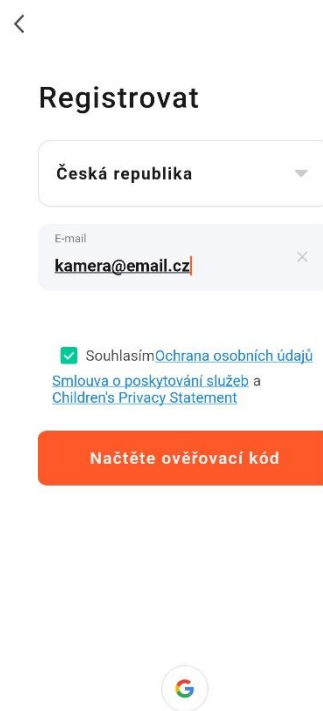 Registrovat
Česká republika
E-mail
kamera@email.cz
SouhlasímOchrana osobních údajů
Smlouva o poskytování služeb a
Children's Privacy Statement
Načtěte ověřovací kód